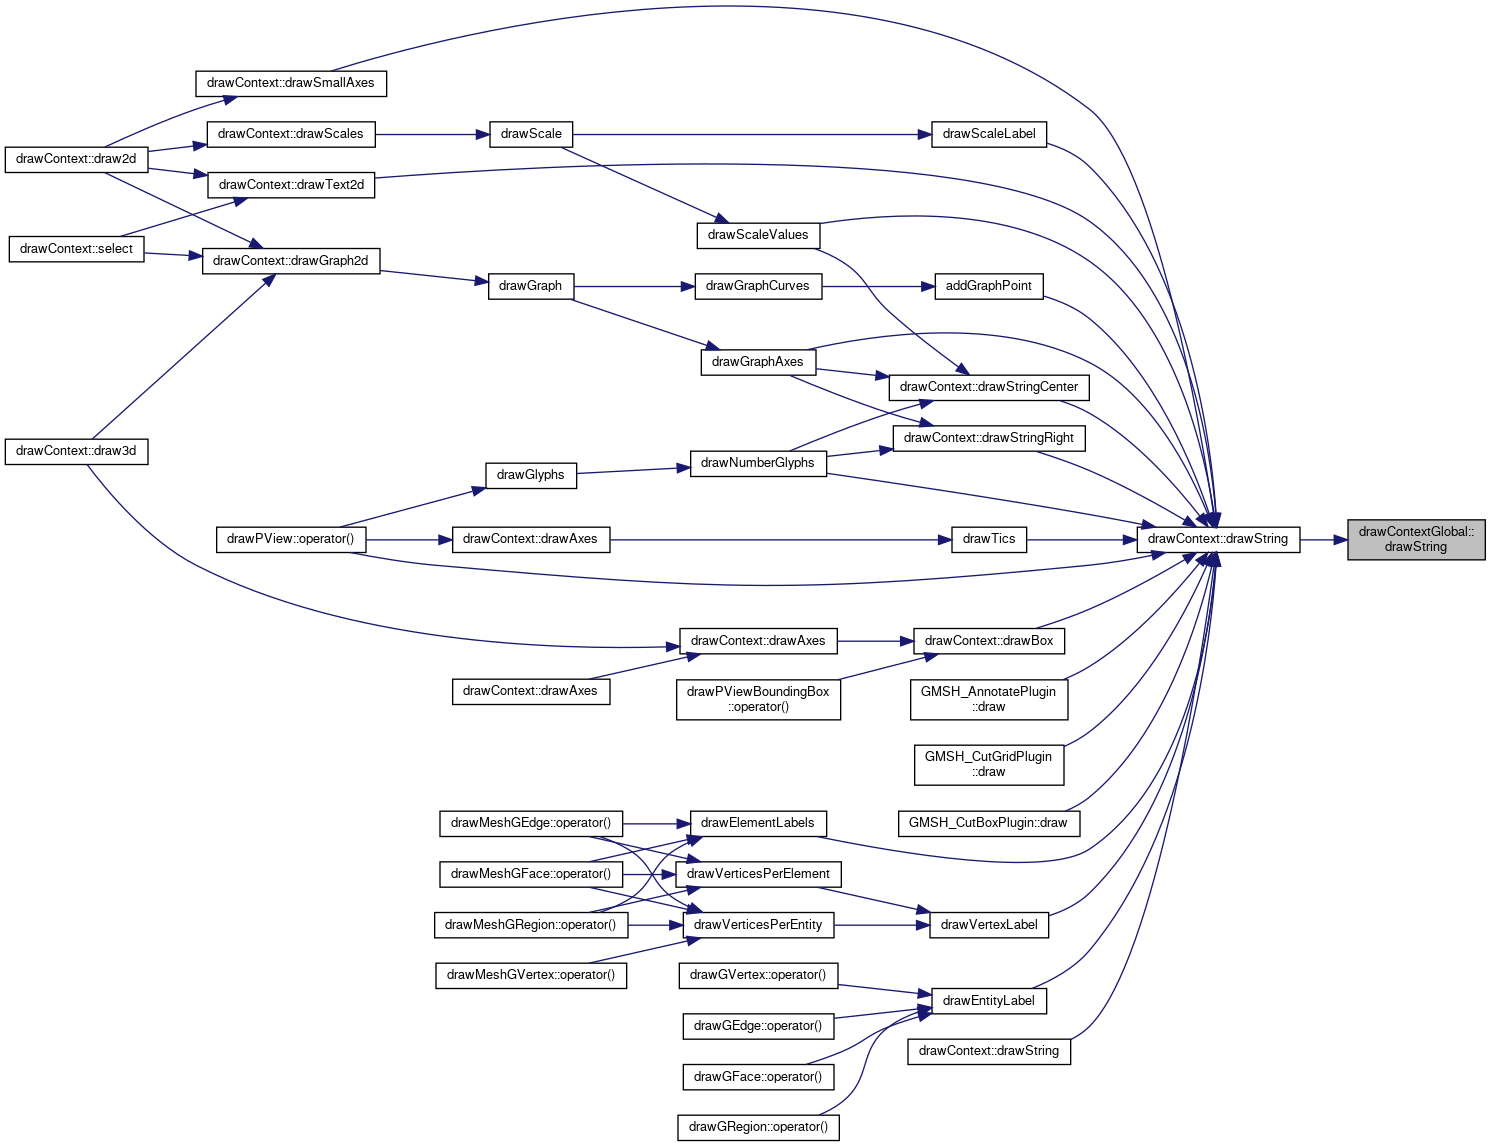 drawContext::drawSmallAxes
drawContext::drawScales
drawScale
drawScaleLabel
drawContext::draw2d
drawContext::drawText2d
drawScaleValues
drawContext::select
drawContext::drawGraph2d
drawGraph
drawGraphCurves
addGraphPoint
drawGraphAxes
drawContext::drawStringCenter
drawContext::drawStringRight
drawContext::draw3d
drawNumberGlyphs
drawGlyphs
drawPView::operator()
drawContext::drawAxes
drawTics
drawContext::drawString
drawContextGlobal::
drawString
drawContext::drawAxes
drawContext::drawBox
drawContext::drawAxes
drawPViewBoundingBox
::operator()
GMSH_AnnotatePlugin
::draw
GMSH_CutGridPlugin
::draw
GMSH_CutBoxPlugin::draw
drawMeshGEdge::operator()
drawElementLabels
drawMeshGFace::operator()
drawVerticesPerElement
drawMeshGRegion::operator()
drawVerticesPerEntity
drawVertexLabel
drawMeshGVertex::operator()
drawGVertex::operator()
drawEntityLabel
drawGEdge::operator()
drawContext::drawString
drawGFace::operator()
drawGRegion::operator()